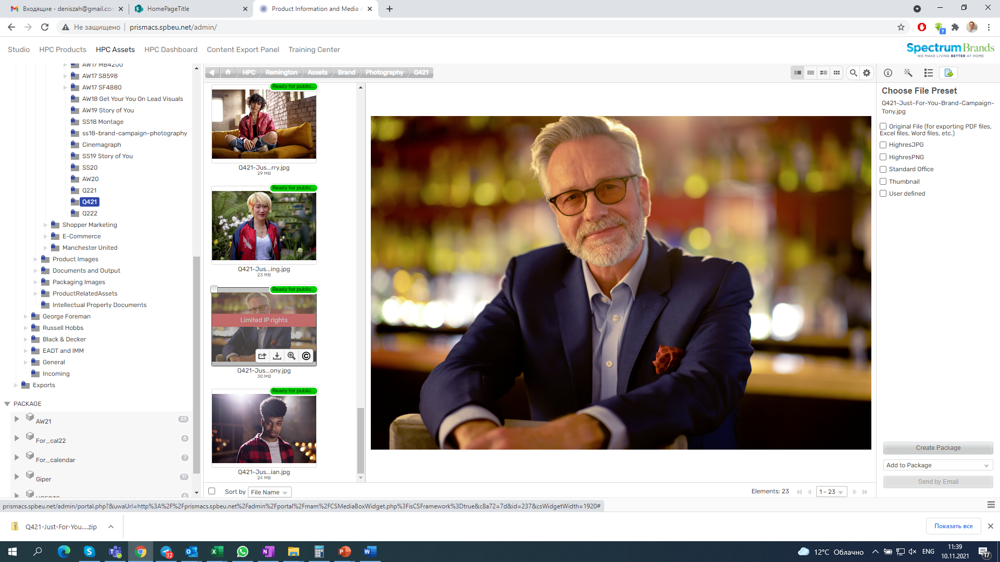 Входящие - deniszah@gmail.con
HomePageTitle
Product Information and Media A
Не защищено
prismacs.spbeu.net/admin/
Studio
HPC Products
HPC Assets
HPC Dashboard
Content Export Panel
Training Center
Spectrum Brands
WE MAKE LIVING BETTER AT HOME
AW17 MB4200
AW17 S8598
AW17 SF4880
AW18 Get Your You On Lead Visuals
AW19 Story of You
SS18 Montage
ss18-brand-campaign-photography
Cinemagraph
SS19 Story of You
SS20
AW20
Q221
Q421
Q222
Shopper Marketing
E-Commerce
Manchester United
Product Images
Documents and Output
Packaging Images
ProductRelatedAssets
Intellectual Property Documents
George Foreman
Russell Hobbs
Black & Decker
EADT and IMM
General
Incoming
Exports
PACKAGE
AW21
23
For_cal22
6
For_calendar
7
Giper
17
HPC
Remington
Assets
Brand
Photography
Q421
Ready for public...
Q421-Jus...rry.jpg
29 MB
Ready for public...
Q421-Jus...ing.jpg
23 MB
Ready for public...
Limited IP rights
Q421-Jus...ony.jpg
30 MB
Ready for public...
Q421-Jus...ian.jpg
24 MB
Sort by
File Name
Elements: 23
1 - 23
Choose File Preset
Q421-Just-For-You-Brand-Campaign-
Tony.jpg
Original File (for exporting PDF files,
Excel files, Word files, etc.)
HighresJPG
HighresPNG
Standard Office
Thumbnail
User defined
Create Package
Add to Package
Send by Email
prismacs.spbeu.net/admin/portal.php?&uwaUrl=http%3A%2F%2Fprismacs.spbeu.net%2Fadmin%2Fportal%2Fmam%2FCSMediaBoxWidget.php%3FisCSFramework%3Dtrue&c8a72=7d&id=237&csWidgetWidth=1920#
Q421-Just-For-You....zip
Показать все
32
12°C Облачно
ENG
11:39
10.11.2021
17